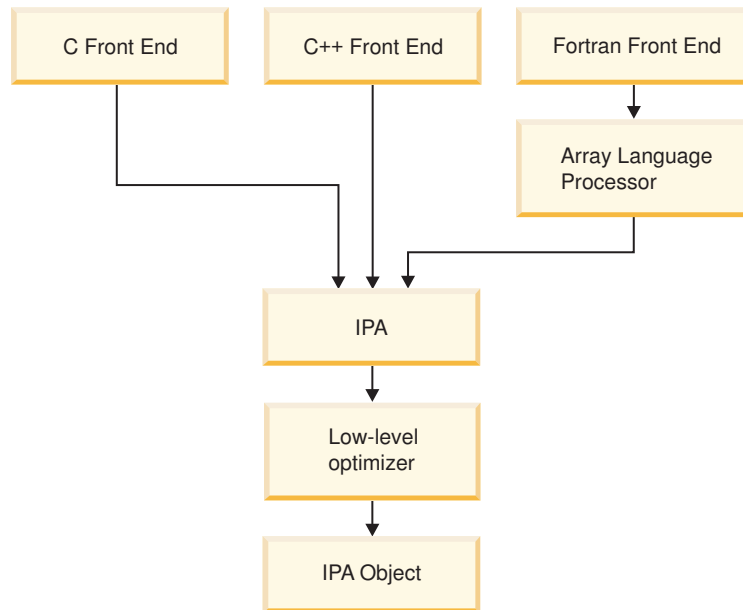 C Front End
C++ Front End
Fortran Front End
Array Language
Processor
IPA
Low-level
optimizer
IPA Object